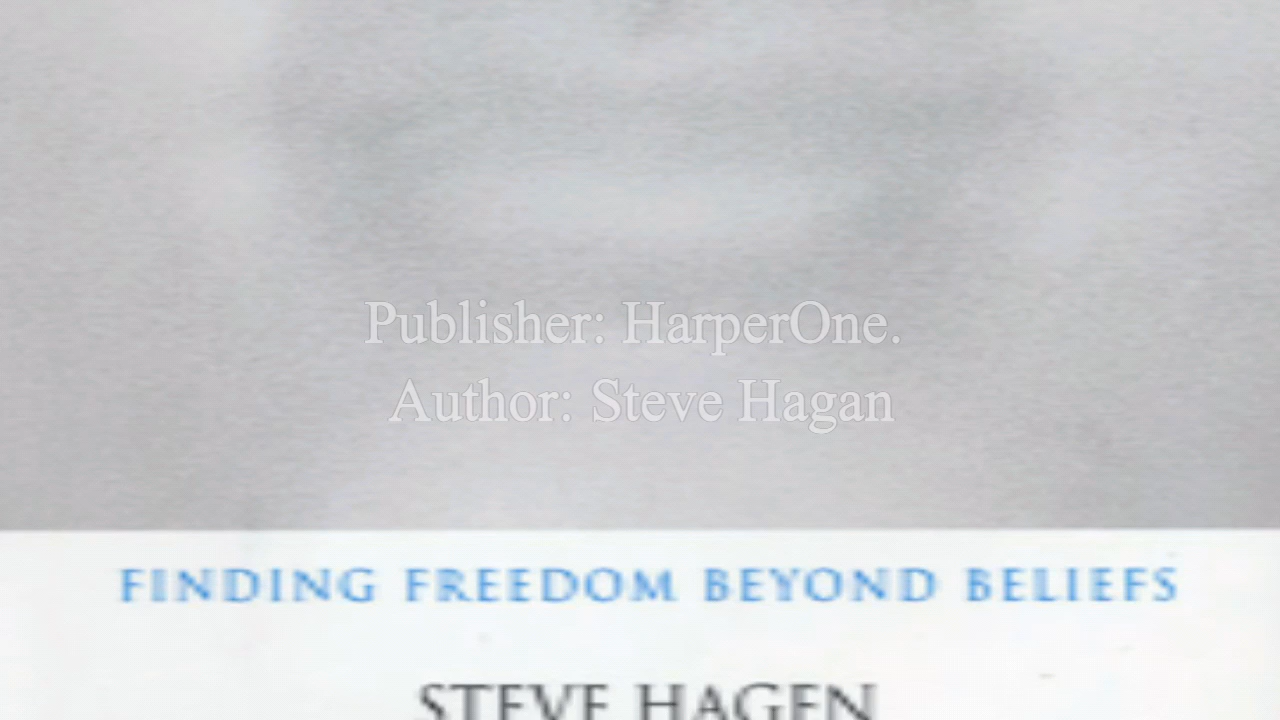 Publisher: HarperOne.
Author: Steve Hagan
FINDING FREEDOM BEYOND BELIEFS
STEVE HAGEN